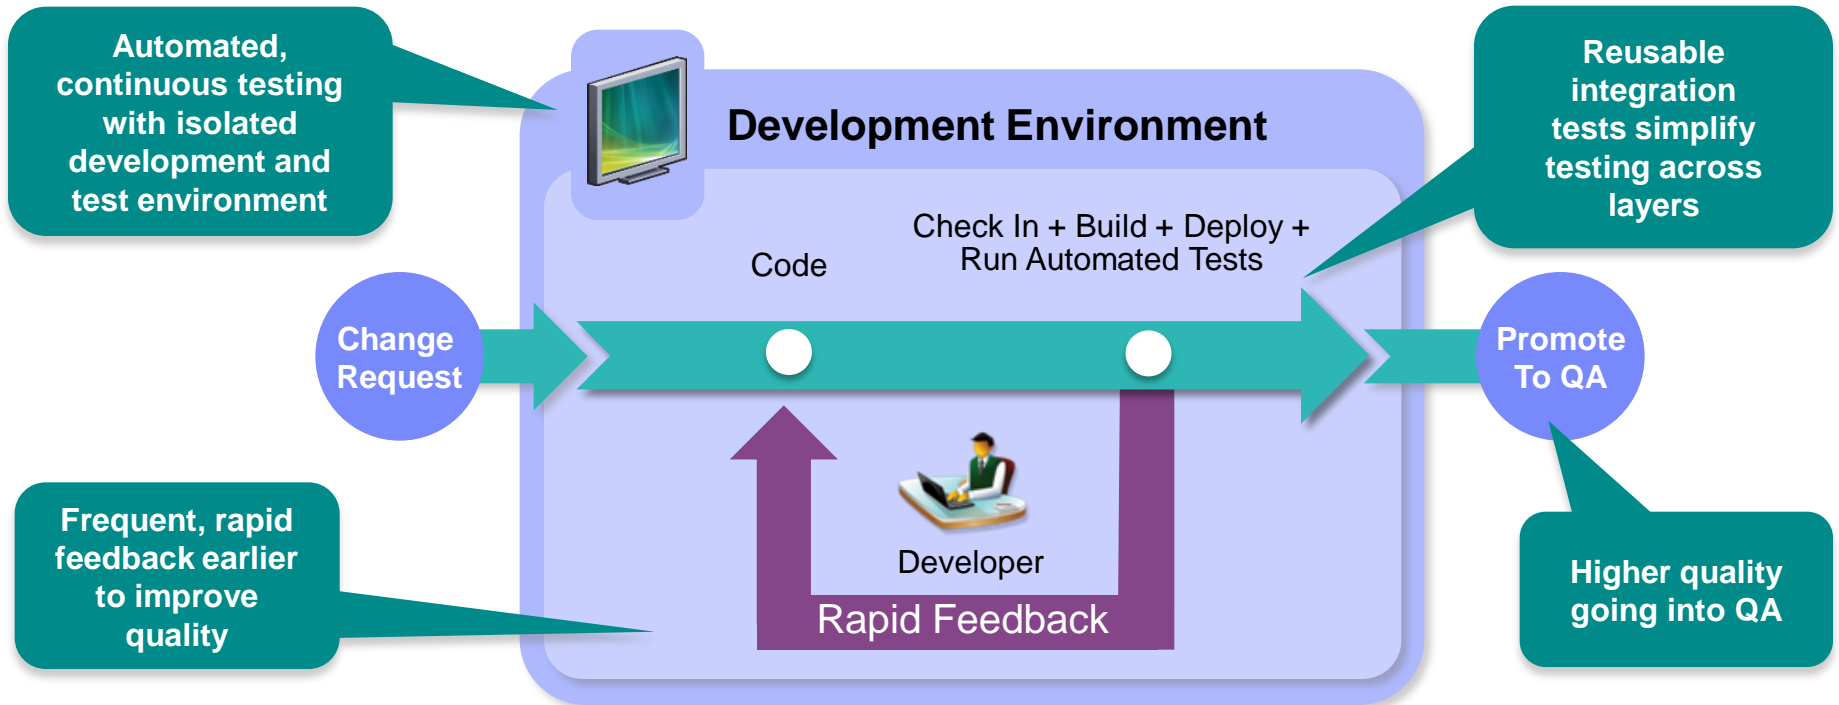 Automated,
continuous testing
with isolated
development and
test environment
Development Environment
Reusable
integration
tests simplify
testing across
layers
Code
Check In + Build + Deploy +
Run Automated Tests
Change
Request
Promote
To QA
Developer
Rapid Feedback
Frequent, rapid
feedback earlier
to improve
quality
Higher quality
going into QA